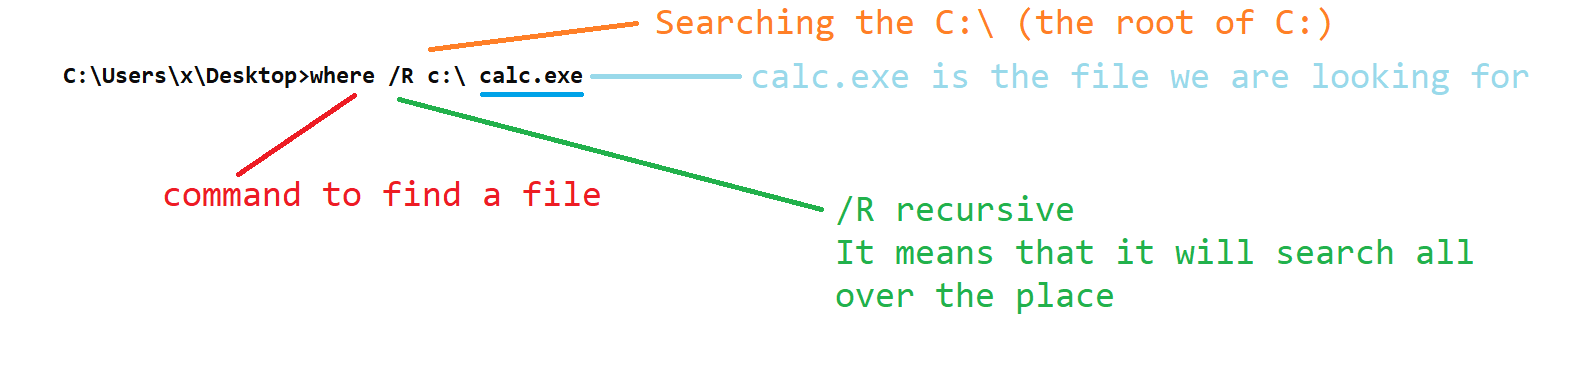 Searching the C:\ (the root of C:)
C:\Users\x\Desktop>where /R c:\ calc.exe
calc.exe is the file we are looking for
command to find a file
/R recursive
It means that it will search all
over the place